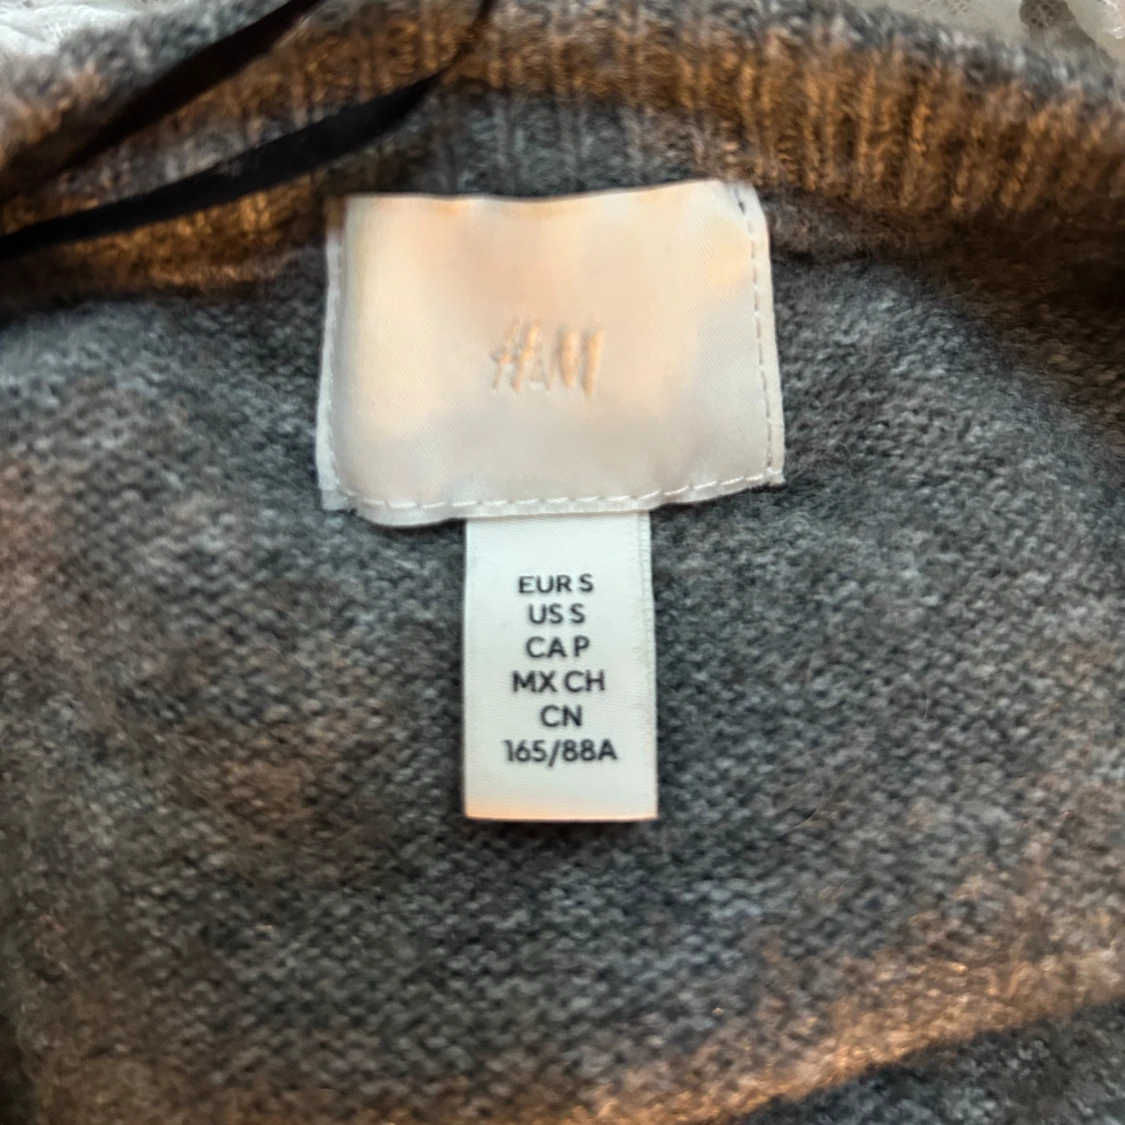 H&M
EUR S
US S
CA P
MX CH
CN
165/88A